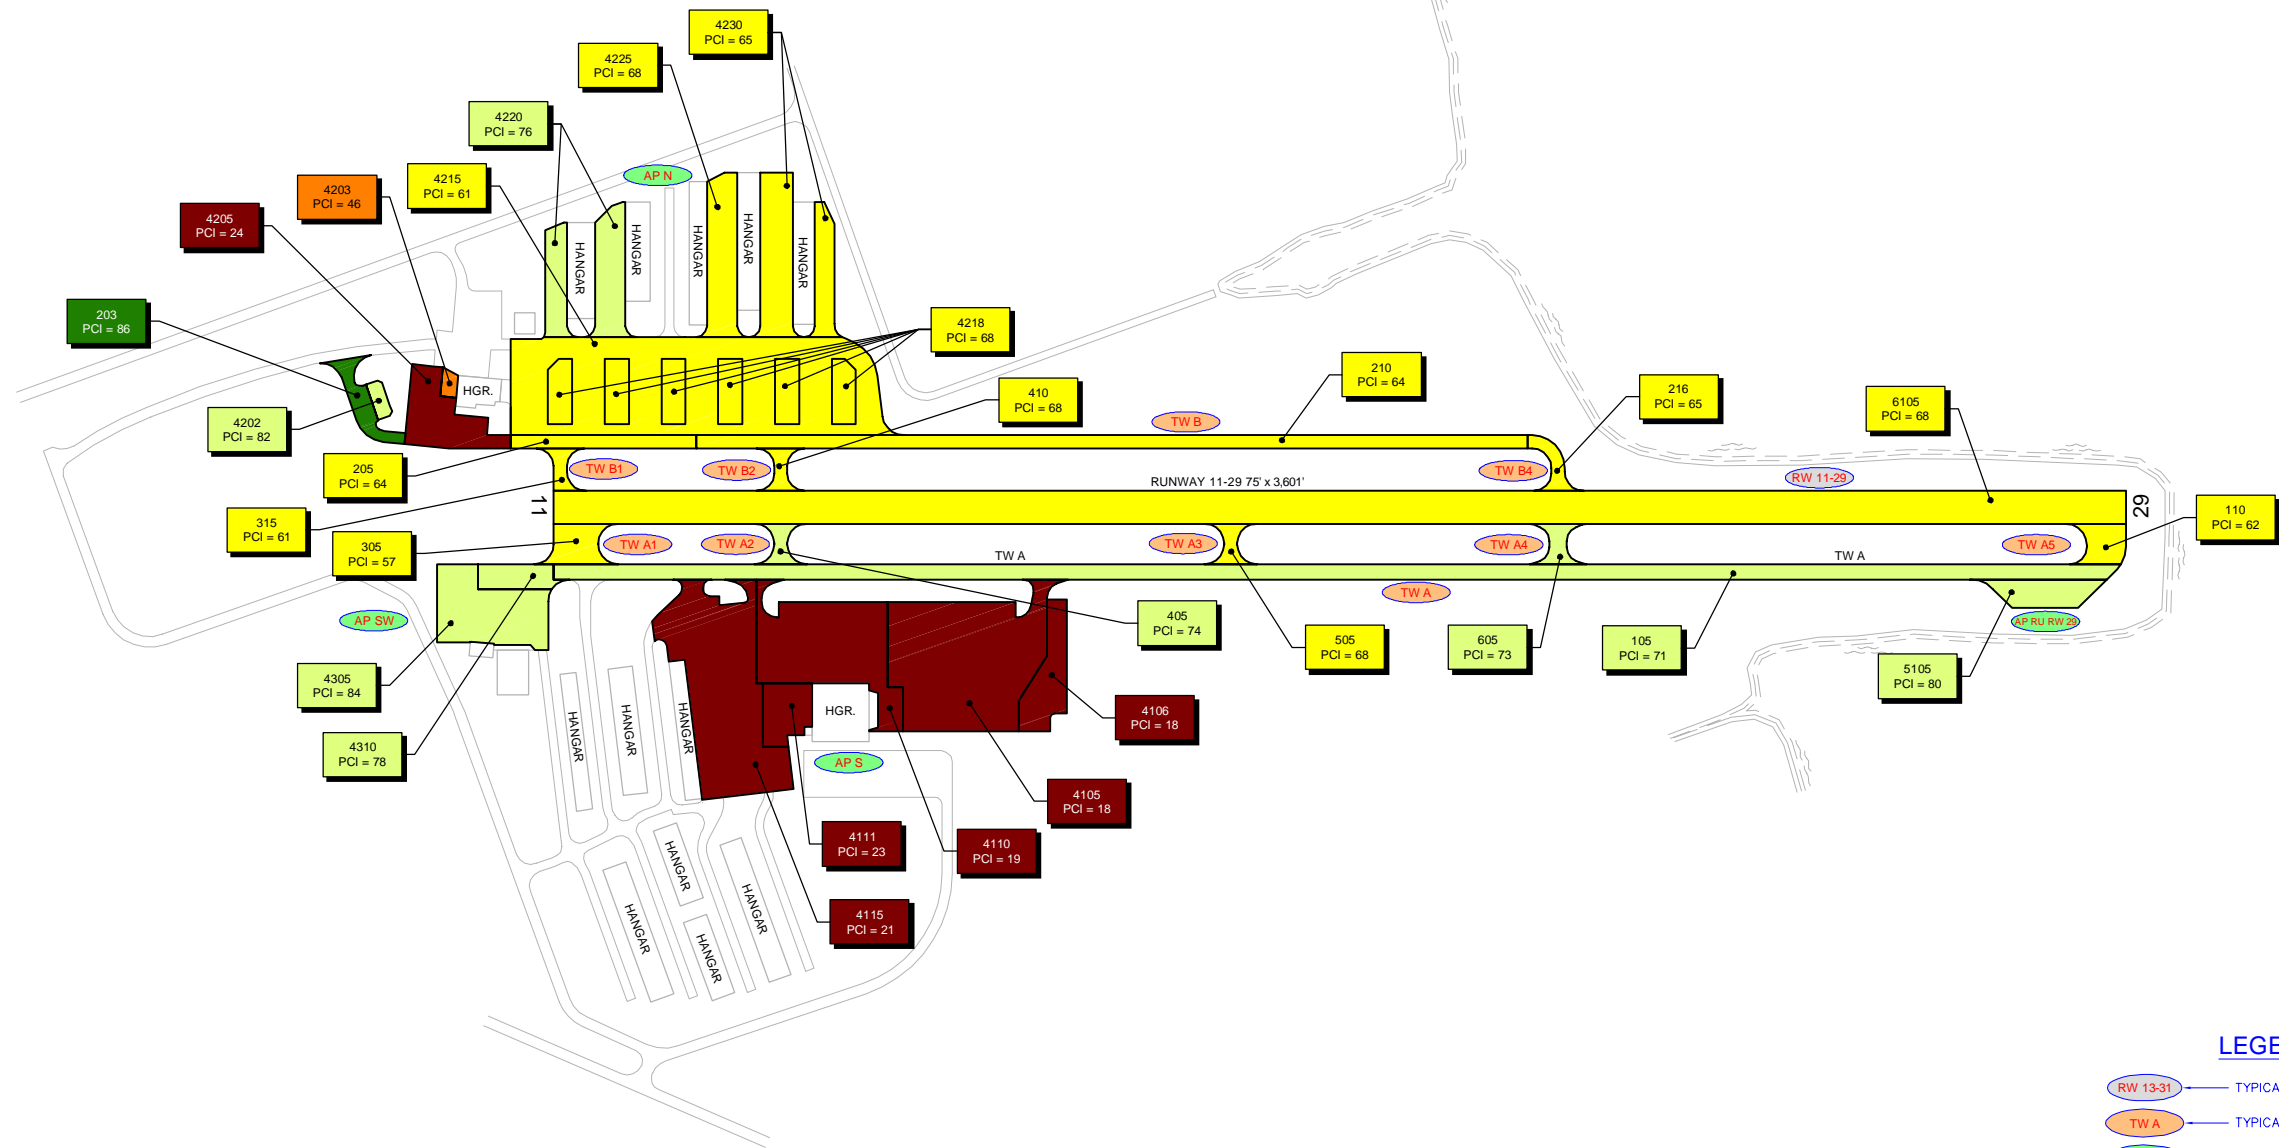 4230
PCI = 65
4225
PCI = 68
4220
PCI = 76
4215
PCI = 61
4203
PCI = 46
4205
PCI = 24
203
PCI = 86
4202
PCI = 82
205
PCI = 64
315
PCI = 61
305
PCI = 57
4305
PCI = 84
4310
PCI = 78
AP N
HANGAR
HANGAR
HANGAR
HANGAR
HANGAR
HGR.
4218
PCI = 68
410
PCI = 68
210
PCI = 64
216
PCI = 65
6105
PCI = 68
110
PCI = 62
TW B
TW B1
TW B2
TW B4
RW 11-29
RUNWAY 11-29 75' x 3,601'
11
29
TW A1
TW A2
TW A3
TW A4
TW A5
TW A
TW A
TW A
AP SW
AP RU RW 29
405
PCI = 74
505
PCI = 68
605
PCI = 73
105
PCI = 71
5105
PCI = 80
4106
PCI = 18
4105
PCI = 18
4110
PCI = 19
4111
PCI = 23
4115
PCI = 21
HGR.
AP S
HANGAR
HANGAR
HANGAR
HANGAR
HANGAR
HANGAR
HANGAR
LEGE
RW 13-31
TYPICA
TW A
TYPICA